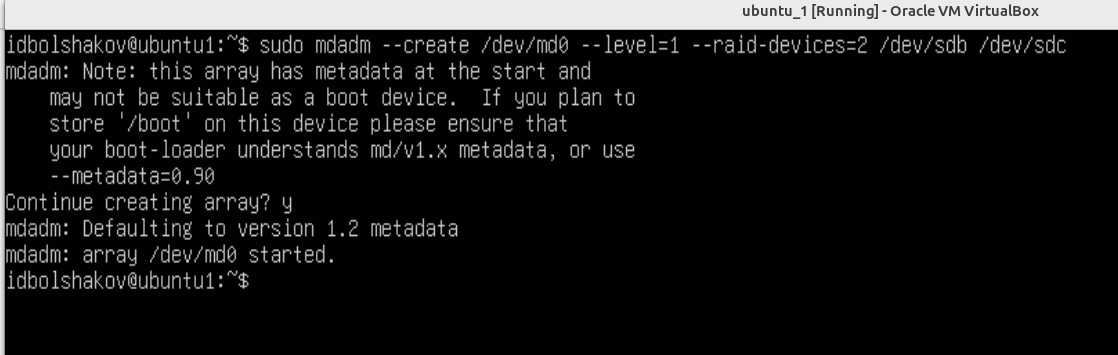 ubuntu_1 [Running] - Oracle VM VirtualBox
idbolshakov@ubuntu1:~$ sudo mdadm --create /dev/md0 --level=1 --raid-devices=2 /dev/sdb /dev/sdc
mdadm: Note: this array has metadata at the start and
    may not be suitable as a boot device.  If you plan to
    store '/boot' on this device please ensure that
    your boot-loader understands md/v1.x metadata, or use
    --metadata=0.90
Continue creating array? y
mdadm: Defaulting to version 1.2 metadata
mdadm: array /dev/md0 started.
idbolshakov@ubuntu1:~$